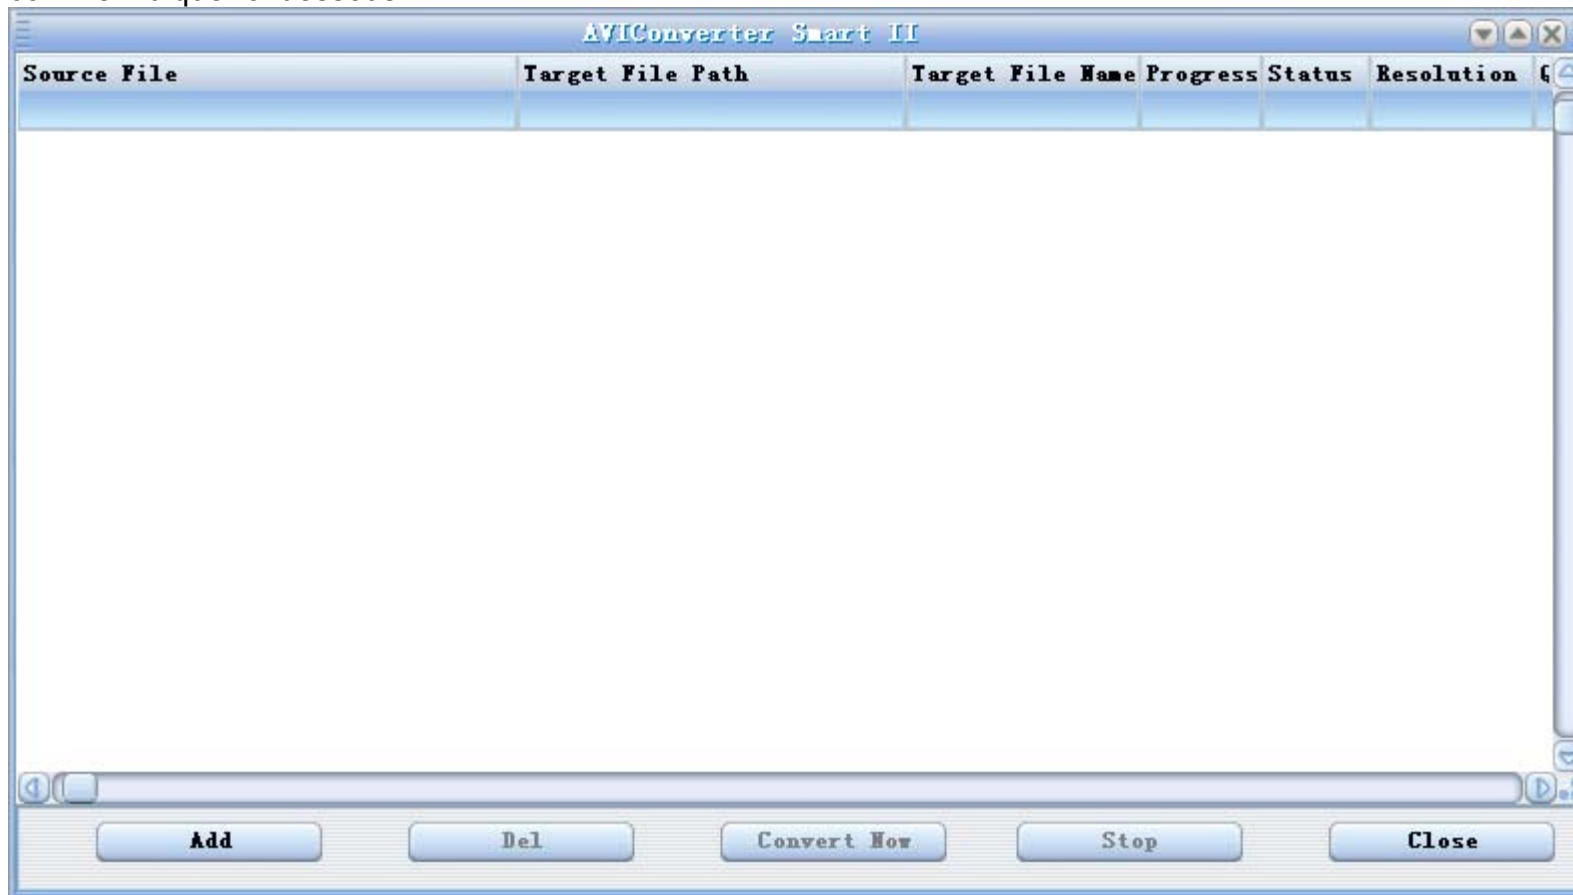 AVIConverter Smart II
Source File Target File Path Target File Name Progress Status Resolution
Add Del Convert Now Stop Close